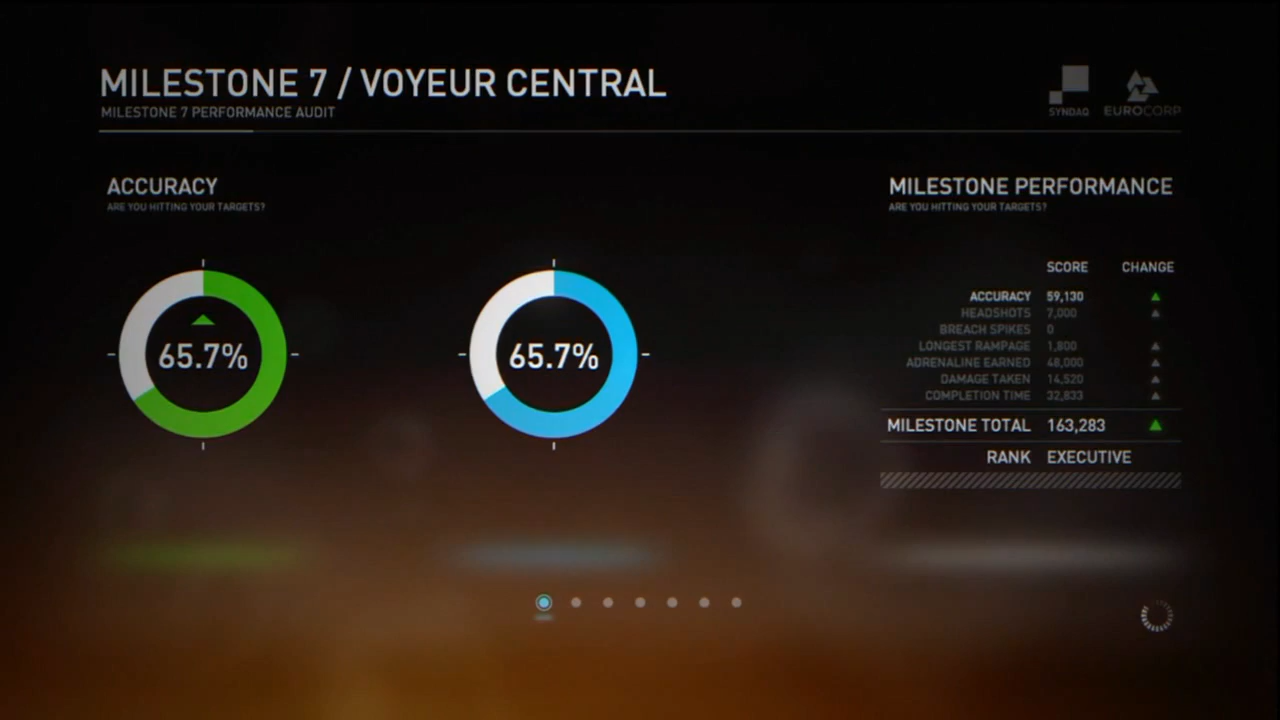 MILESTONE 7 / VOYEUR CENTRAL
MILESTONE 7 PERFORMANCE AUDIT
SYNDAQ
EUROCORP
ACCURACY
ARE YOU HITTING YOUR TARGETS?
65.7%
65.7%
MILESTONE PERFORMANCE
ARE YOU HITTING YOUR TARGETS?
SCORE CHANGE
ACCURACY 59,130
HEADSHOTS 7,000
BREACH SPIKES 0
LONGEST RAMPAGE 1,800
ADRENALINE EARNED 48,000
DAMAGE TAKEN 14,520
COMPLETION TIME 32,833
MILESTONE TOTAL 163,283
RANK EXECUTIVE